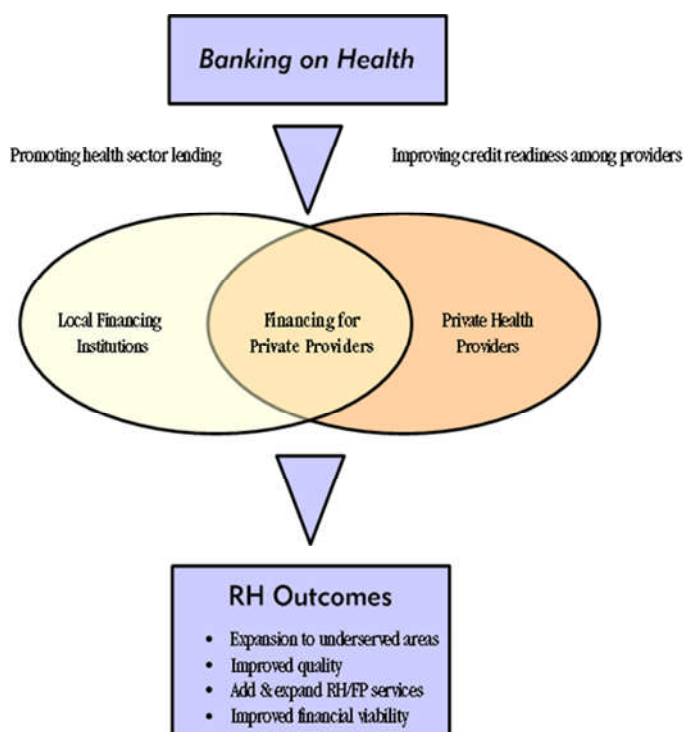 Banking on Health
Promoting health sector lending
Improving credit readiness among providers
Local Financing
Institutions
Financing for
Private Providers
Private Health
Providers
RH Outcomes
• Expansion to underserved areas
• Improved quality
• Add & expand RH/FP services
• Improved financial viability